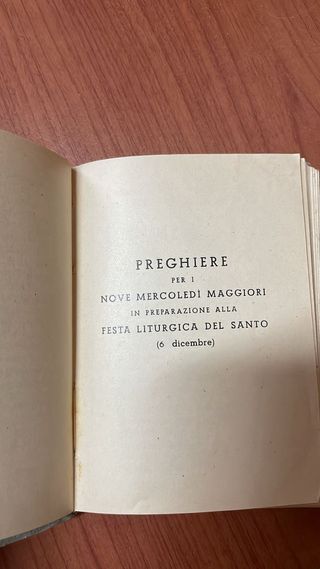 PREGHIERE
PER I
NOVE MERCOLEDÌ MAGGIORI
IN PREPARAZIONE ALLA
FESTA LITURGICA DEL SANTO
(6 dicembre)